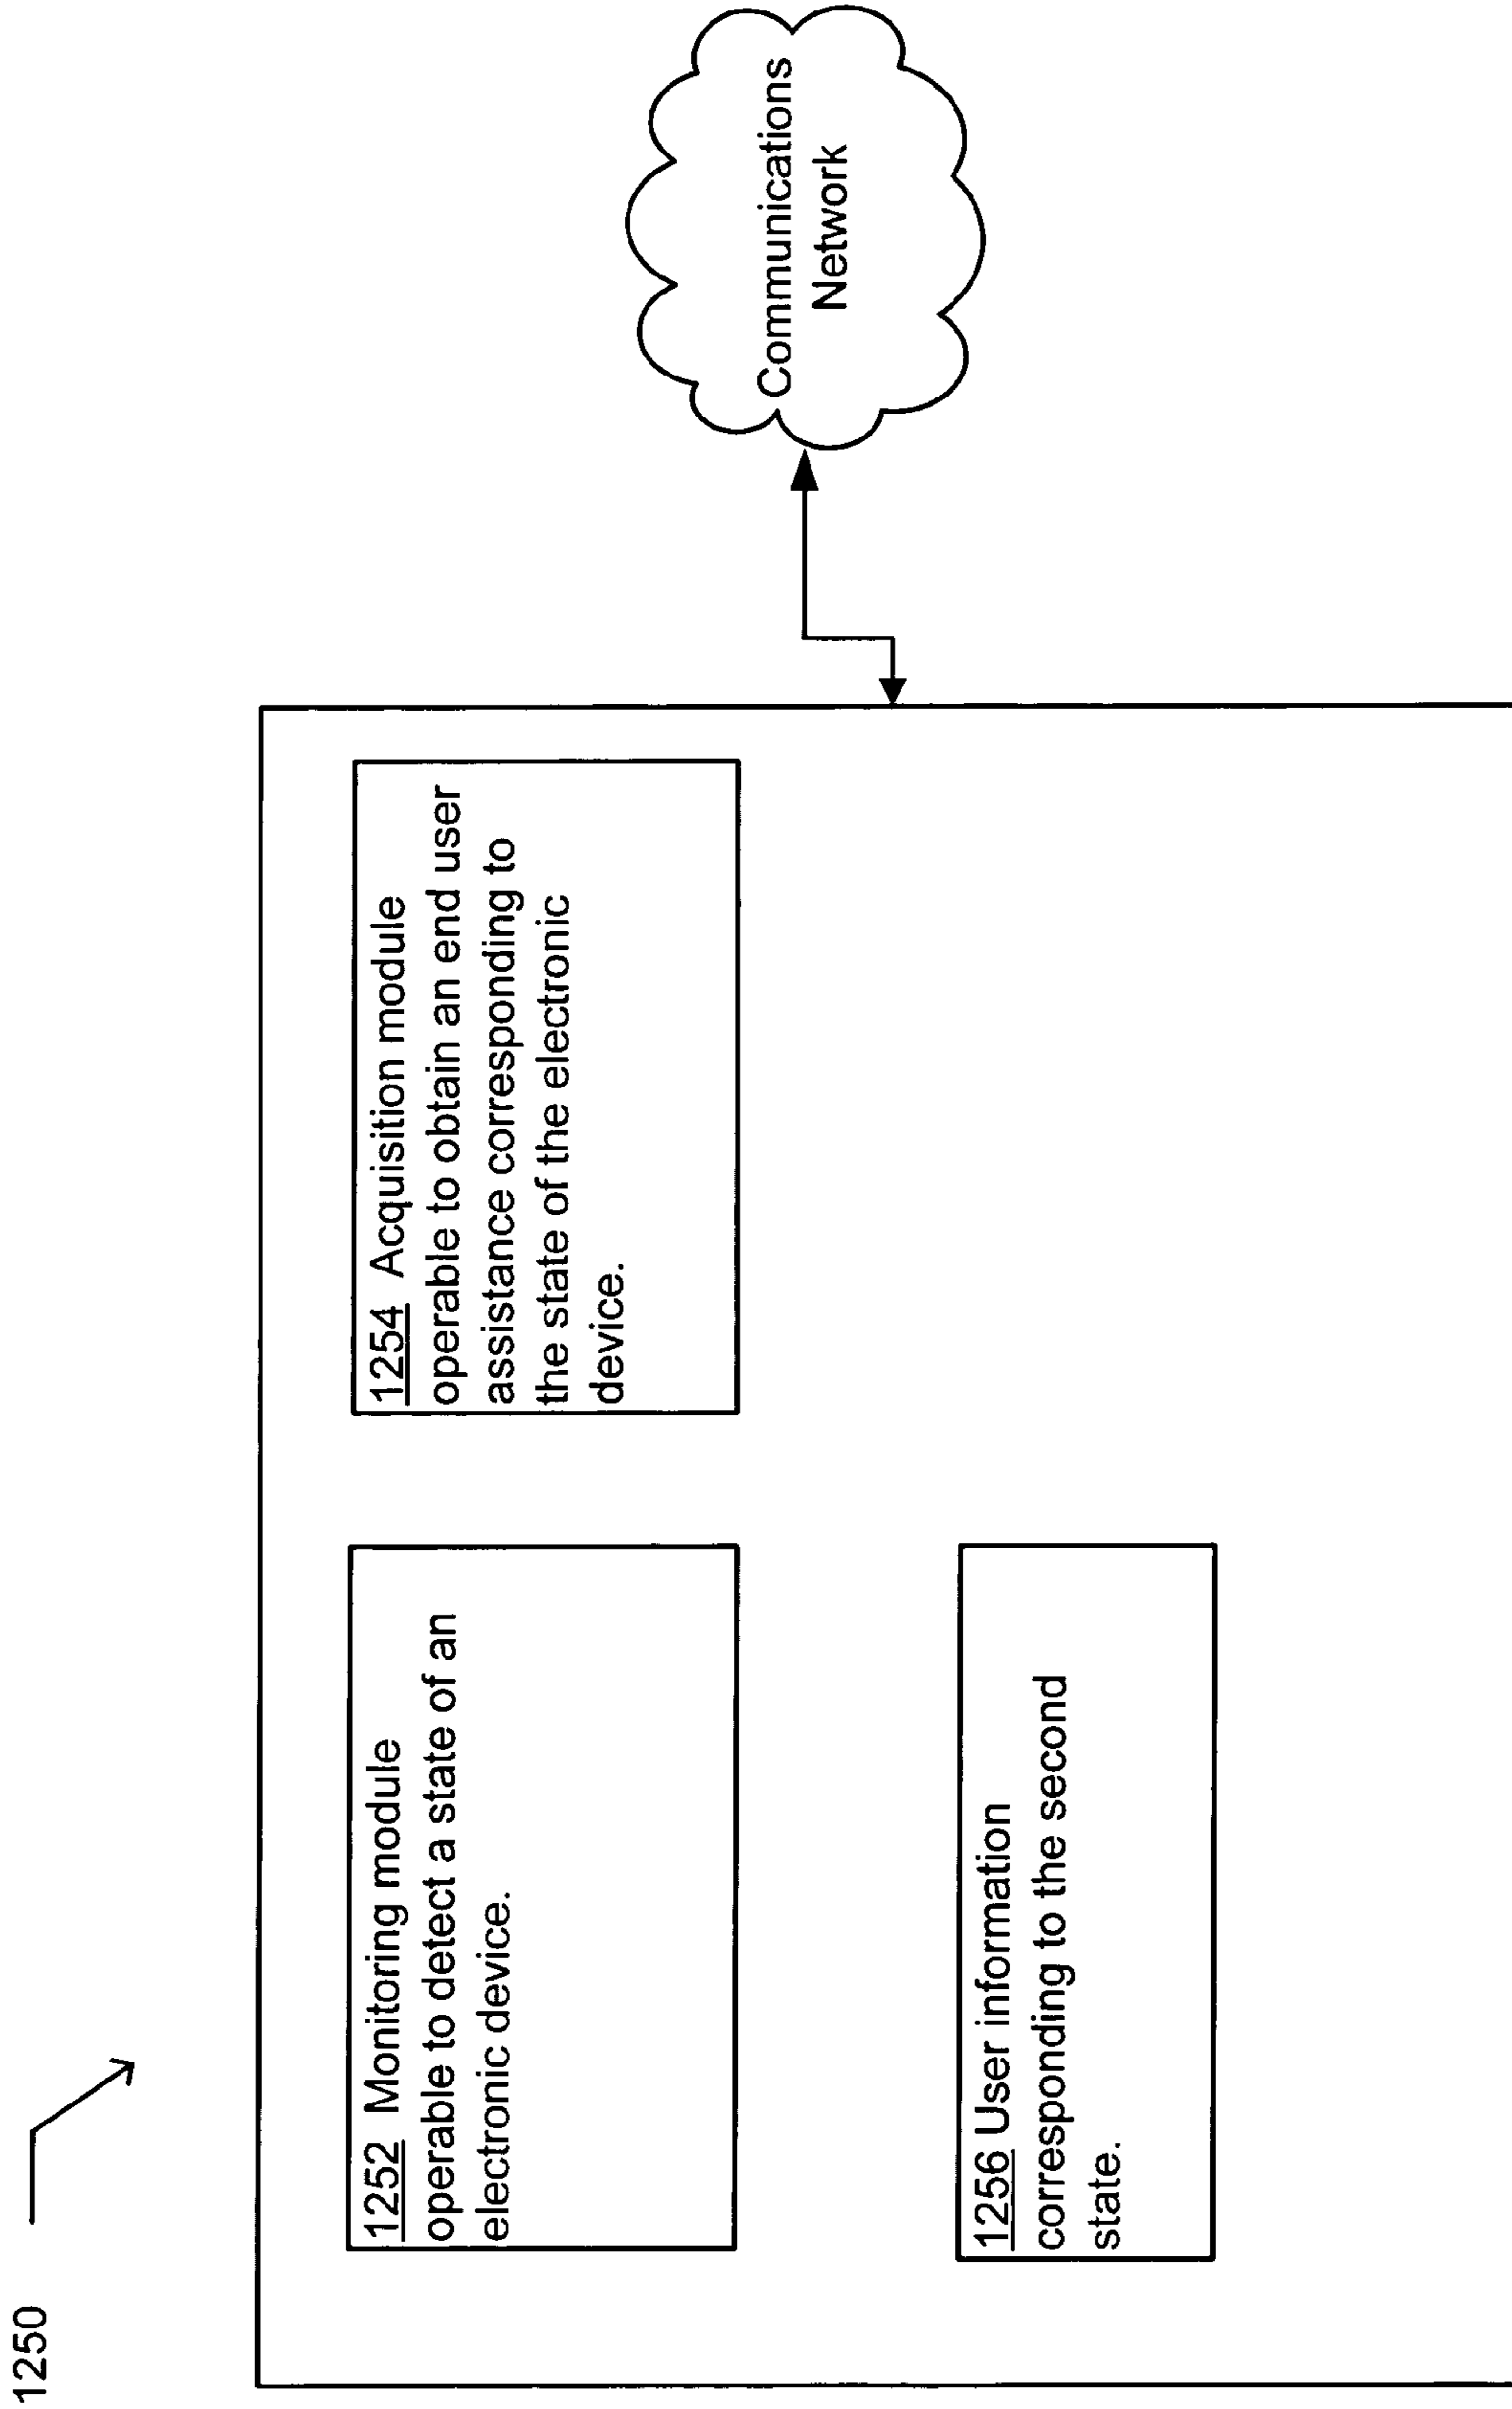 1250
1252 Monitoring module
operable to detect a state of an
electronic device.
1254 Acquisition module
operable to obtain an end user
assistance corresponding to
the state of the electronic
device.
1256 User information
corresponding to the second
state.
Communications
Network